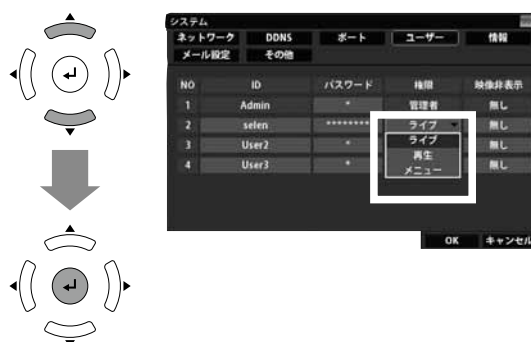 システム
ネットワーク DDNS ポート ユーザー 情報
メール設定 その他
NO ID パスワード 権限 映像非表示
1 Admin * 管理者 無し
2 selen ******** ライブ 無し
3 User2 * ライブ 無し
再生
4 User3 * メニュー 無し
OK キャンセル